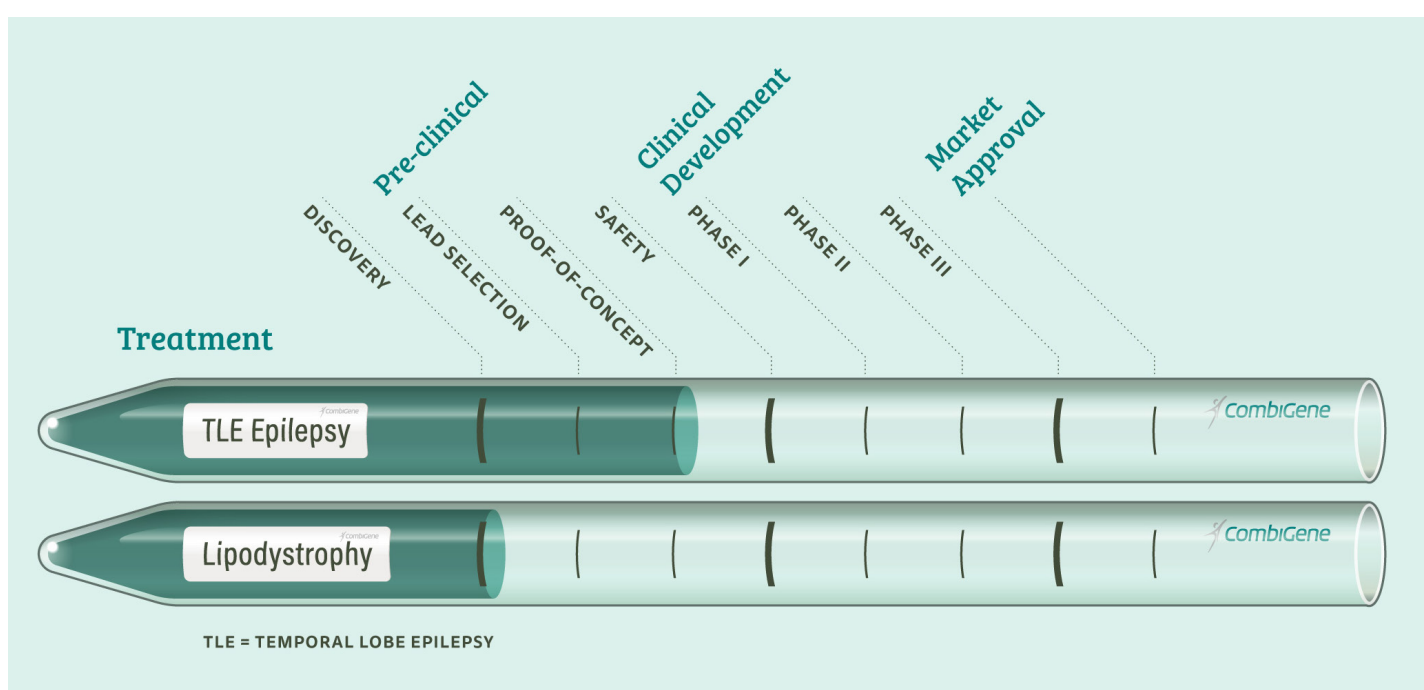 Pre-clinical
Clinical
Development
Market
Approval
DISCOVERY
LEAD SELECTION
PROOF-OF-CONCEPT
SAFETY
PHASE I
PHASE II
PHASE III
Treatment
CombiGene
TLE Epilepsy
CombiGene
CombiGene
Lipodystrophy
CombiGene
TLE = TEMPORAL LOBE EPILEPSY